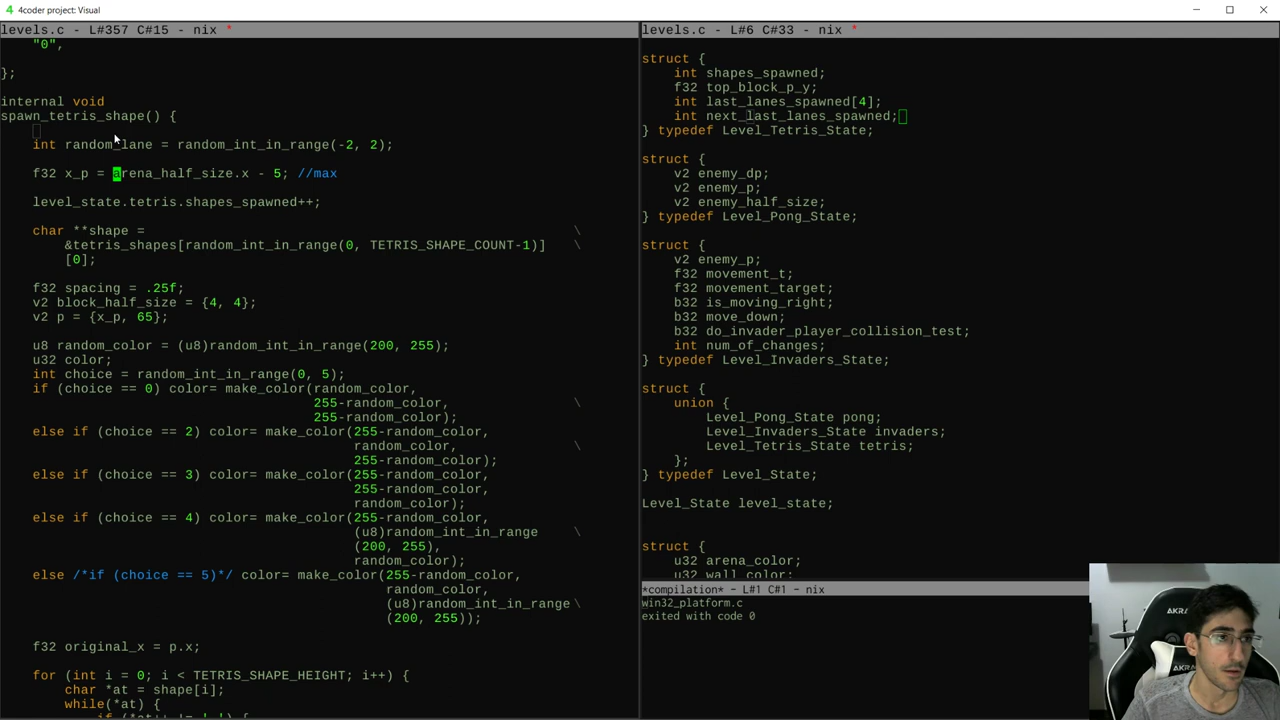 4coder project: Visual
levels.c - L#357 C#15 - nix *
"0",
};
internal void
spawn_tetris_shape() {
int random_lane = random_int_in_range(-2, 2);
f32 x_p = arena_half_size.x - 5; //max
level_state.tetris.shapes_spawned++;
char **shape = \
&tetris_shapes[random_int_in_range(0, TETRIS_SHAPE_COUNT-1)] \
[0];
f32 spacing = .25f;
v2 block_half_size = {4, 4};
v2 p = {x_p, 65};
u8 random_color = (u8)random_int_in_range(200, 255);
u32 color;
int choice = random_int_in_range(0, 5);
if (choice == 0) color= make_color(random_color,
255-random_color, \
255-random_color);
else if (choice == 2) color= make_color(255-random_color,
random_color, \
255-random_color);
else if (choice == 3) color= make_color(255-random_color,
255-random_color,
random_color);
else if (choice == 4) color= make_color(255-random_color,
(u8)random_int_in_range \
(200, 255),
random_color);
else /*if (choice == 5)*/ color= make_color(255-random_color,
random_color,
(u8)random_int_in_range \
(200, 255));
f32 original_x = p.x;
for (int i = 0; i < TETRIS_SHAPE_HEIGHT; i++) {
char *at = shape[i];
while(*at) {
if (*at++ != ' ') {
levels.c - L#6 C#33 - nix *
struct {
int shapes_spawned;
f32 top_block_p_y;
int last_lanes_spawned[4];
int next_last_lanes_spawned;
} typedef Level_Tetris_State;
struct {
v2 enemy_dp;
v2 enemy_p;
v2 enemy_half_size;
} typedef Level_Pong_State;
struct {
v2 enemy_p;
f32 movement_t;
f32 movement_target;
b32 is_moving_right;
b32 move_down;
b32 do_invader_player_collision_test;
int num_of_changes;
} typedef Level_Invaders_State;
struct {
union {
Level_Pong_State pong;
Level_Invaders_State invaders;
Level_Tetris_State tetris;
};
} typedef Level_State;
Level_State level_state;
struct {
u32 arena_color;
u32 wall_color;
*compilation* - L#1 C#1 - nix
win32_platform.c
exited with code 0
AKRA